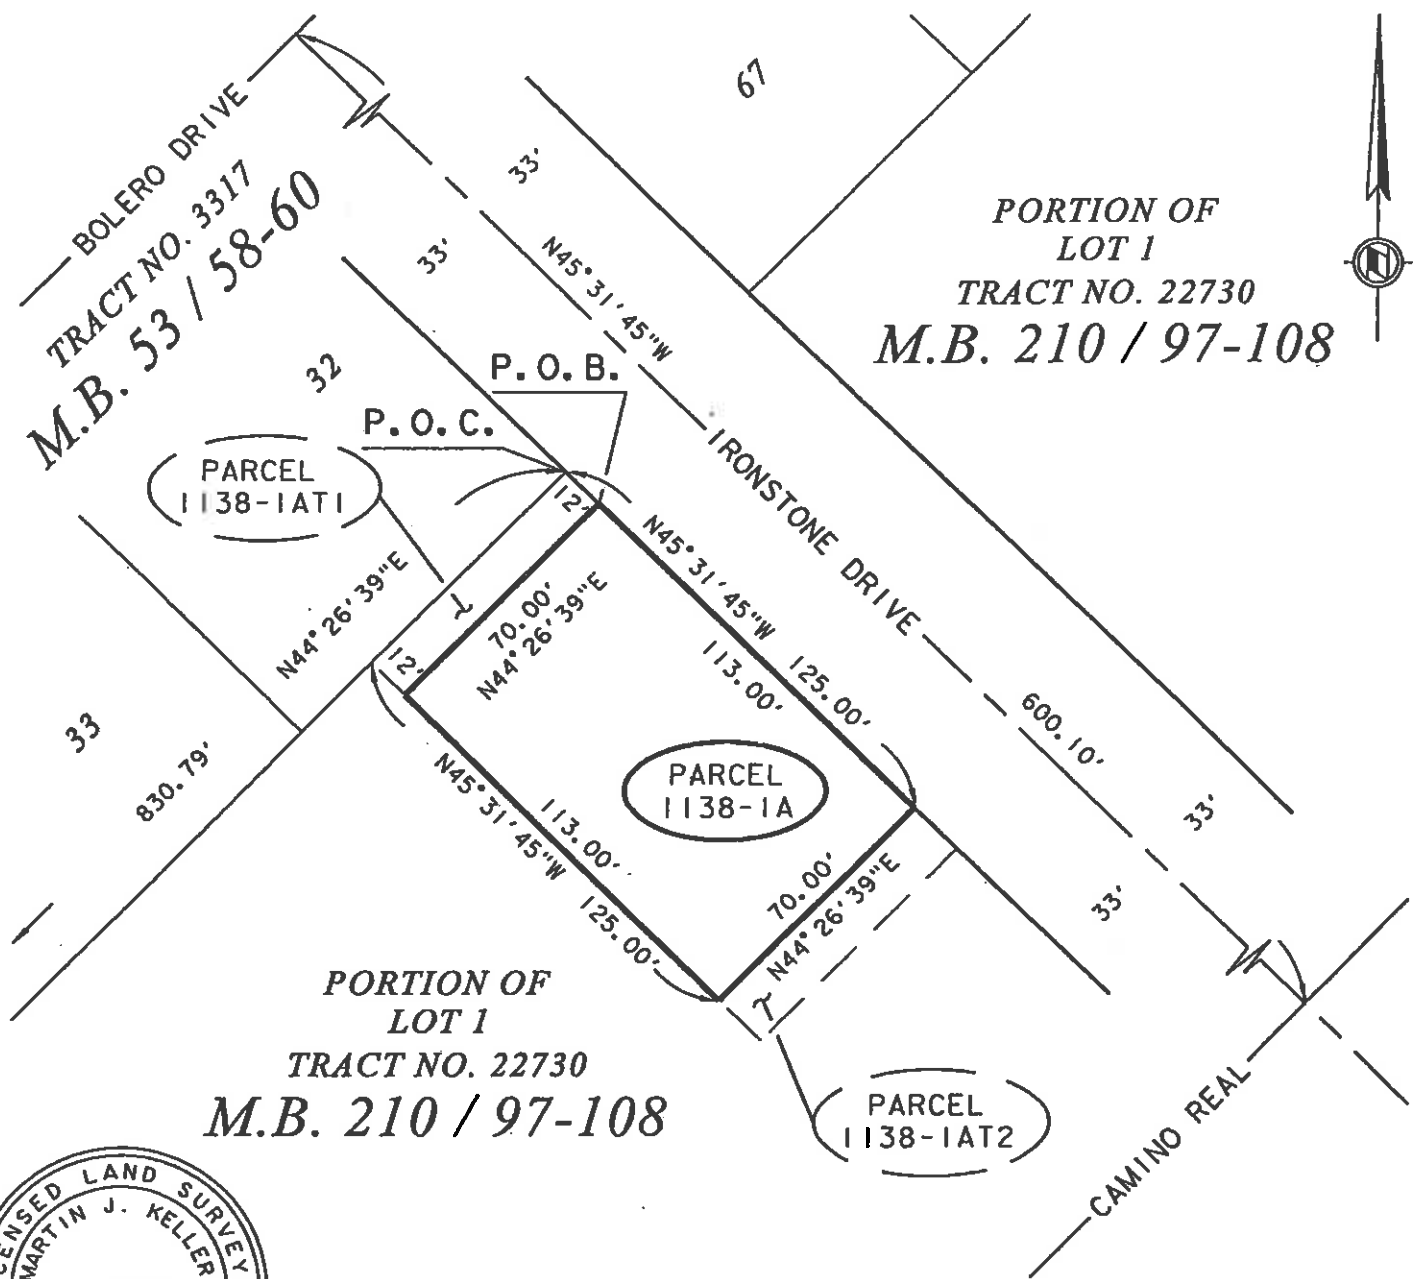 67
BOLERO DRIVE
TRACT NO. 3317
M.B. 53 / 58-60
33'
33'
N45°31'45"W
PORTION OF
LOT 1
TRACT NO. 22730
M.B. 210 / 97-108
32
P.O.B.
P.O.C.
PARCEL
1138-1AT1
12'
IRONSTONE DRIVE
N45°31'45"W
N44°26'39"E
70.00'
N44°26'39"E
12'
113.00'
125.00'
33
830.79'
600.10'
N45°31'45"W
113.00'
125.00'
PARCEL
1138-1A
70.00'
N44°26'39"E
33'
33'
PORTION OF
LOT 1
TRACT NO. 22730
M.B. 210 / 97-108
PARCEL
1138-1AT2
CAMINO REAL
LAND
MARTIN J. KELLER